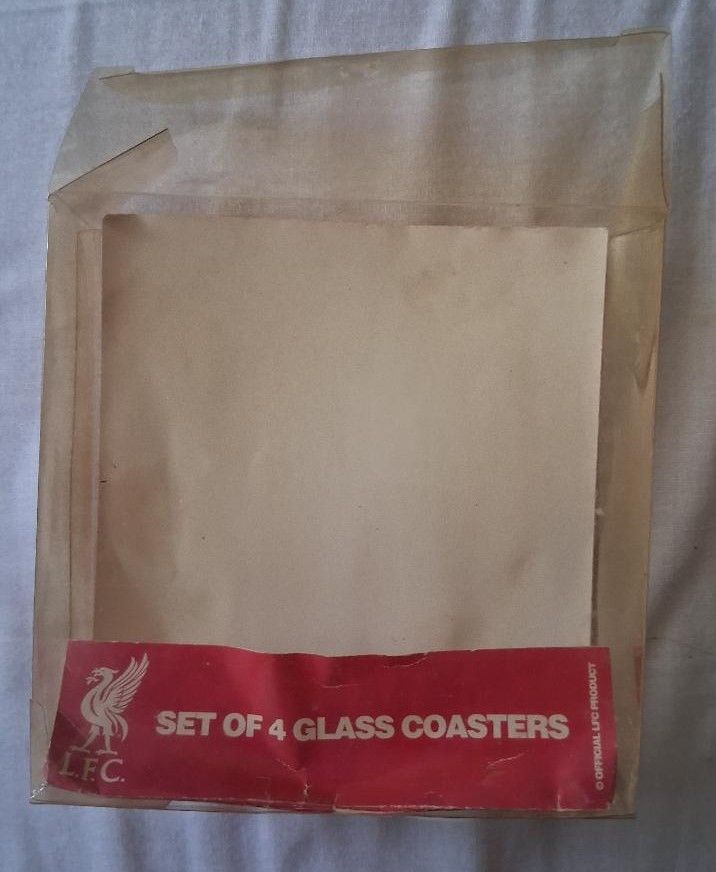 L.F.C.
SET OF 4 GLASS COASTERS
© OFFICIAL LFC PRODUCT